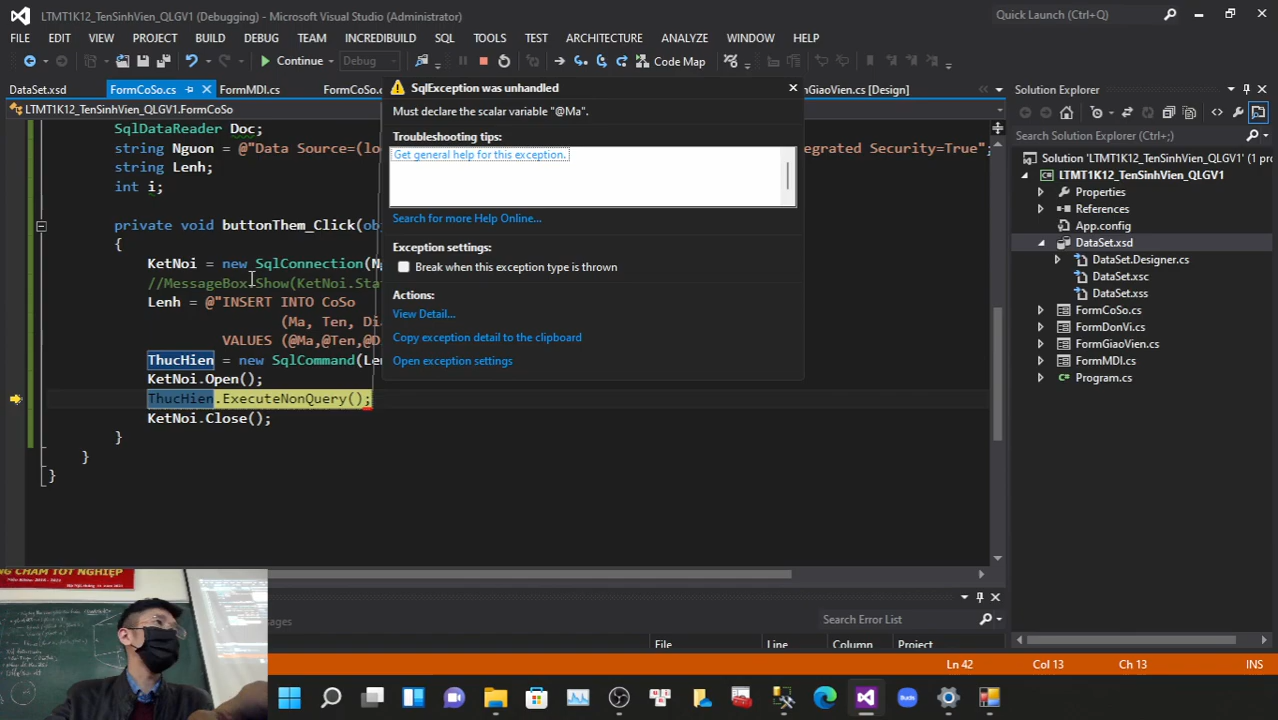 LTMT1K12_TenSinhVien_QLGV1 (Debugging) - Microsoft Visual Studio (Administrator)
Quick Launch (Ctrl+Q)
FILE EDIT VIEW PROJECT BUILD DEBUG TEAM INCREDIBUILD SQL TOOLS TEST ARCHITECTURE ANALYZE WINDOW HELP
Continue Debug Code Map
DataSet.xsd FormCoSo.cs FormMDI.cs
GiaoVien.cs [Design]
LTMT1K12_TenSinhVien_QLGV1.FormCoSo
SqlDataReader Doc;
string Nguon = @"Data Source=(lo
egrated Security=True";
string Lenh;
int i;
private void buttonThem_Click(
{
KetNoi = new SqlConnection(
//MessageBox.Show(KetNoi.Sta
Lenh = @"INSERT INTO CoSo
(Ma, Ten,
VALUES (@Ma,@Ten,@D
ThucHien = new SqlCommand(Le
KetNoi.Open();
ThucHien.ExecuteNonQuery();
KetNoi.Close();
}
}
}
SqlException was unhandled
Must declare the scalar variable "@Ma".
Troubleshooting tips:
Get general help for this exception.
Search for more Help Online...
Exception settings:
Break when this exception type is thrown
Actions:
View Detail...
Copy exception detail to the clipboard
Open exception settings
Solution Explorer
Search Solution Explorer (Ctrl+;)
Solution 'LTMT1K12_TenSinhVien_QLGV1' (1 pro
LTMT1K12_TenSinhVien_QLGV1
Properties
References
App.config
DataSet.xsd
DataSet.Designer.cs
DataSet.xsc
DataSet.xss
FormCoSo.cs
FormDonVi.cs
FormGiaoVien.cs
FormMDI.cs
Program.cs
Search Error List
File Line Column Project
Ln 42 Col 13 Ch 13 INS